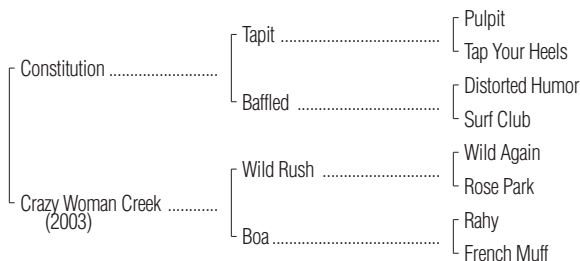 Pulpit
Tapit ........................................
Tap Your Heels
Constitution ...........................
Distorted Humor
Baffled ....................................
Surf Club
Wild Again
Wild Rush .............................
Rose Park
Crazy Woman Creek ............
(2003)
Rahy
Boa..........................................
French Muff